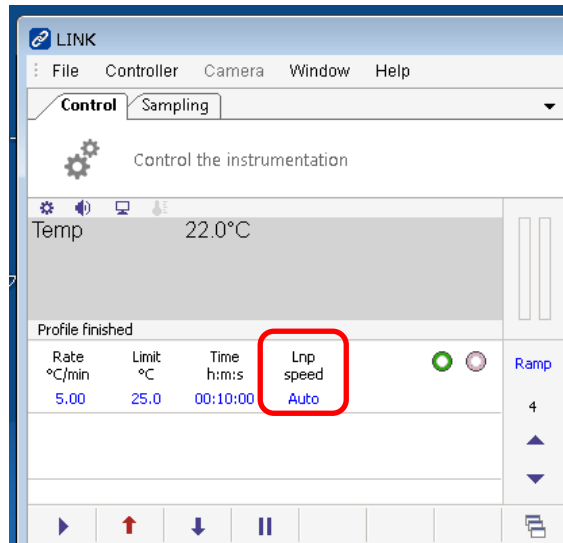 LINK
File Controller Camera Window Help
Control Sampling
Control the instrumentation
Temp 22.0°C
Profile finished
Rate Limit Time Lnp
°C/min °C h:m:s speed
5.00 25.0 00:10:00 Auto
Ramp
4